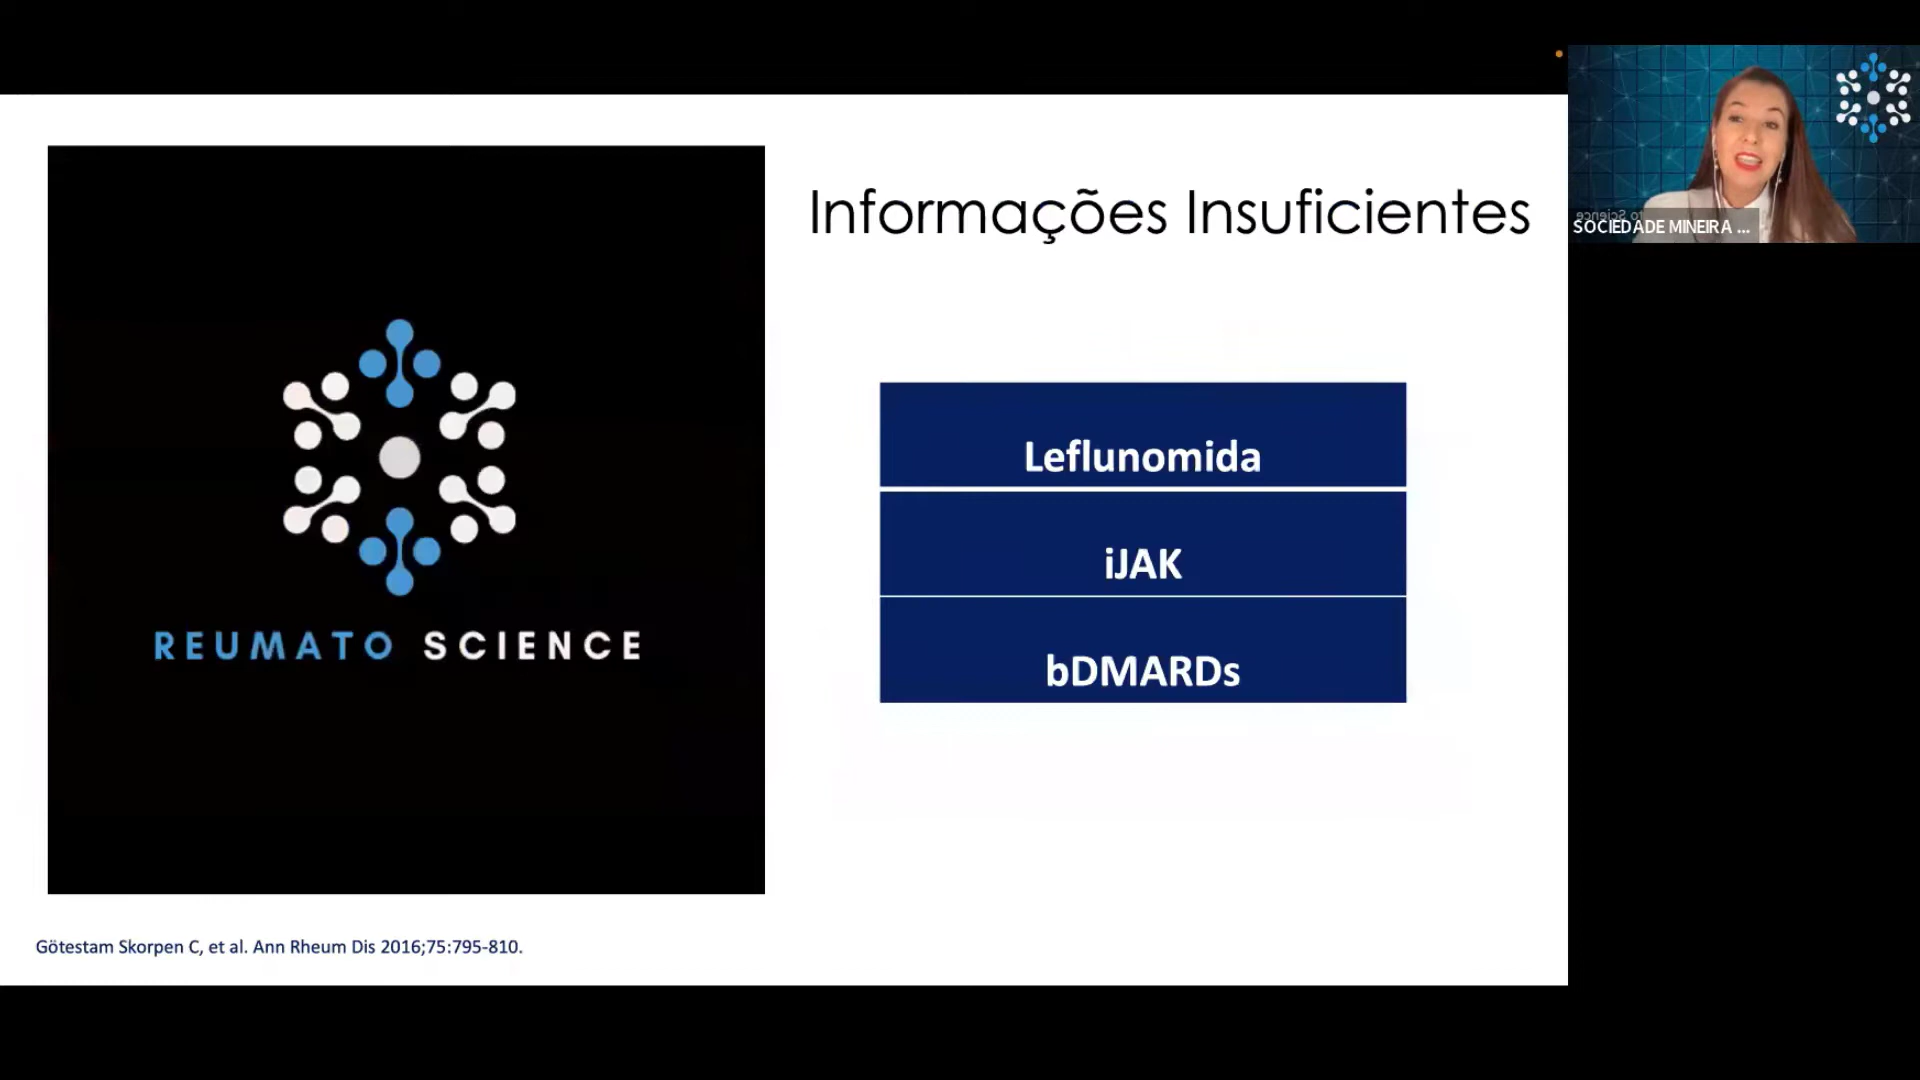 Informações Insuficientes
SOCIEDADE MINEIRA ...
Leflunomida
iJAK
bDMARDs
REUMATO SCIENCE
Götestam Skorpen C, et al. Ann Rheum Dis 2016;75:795-810.